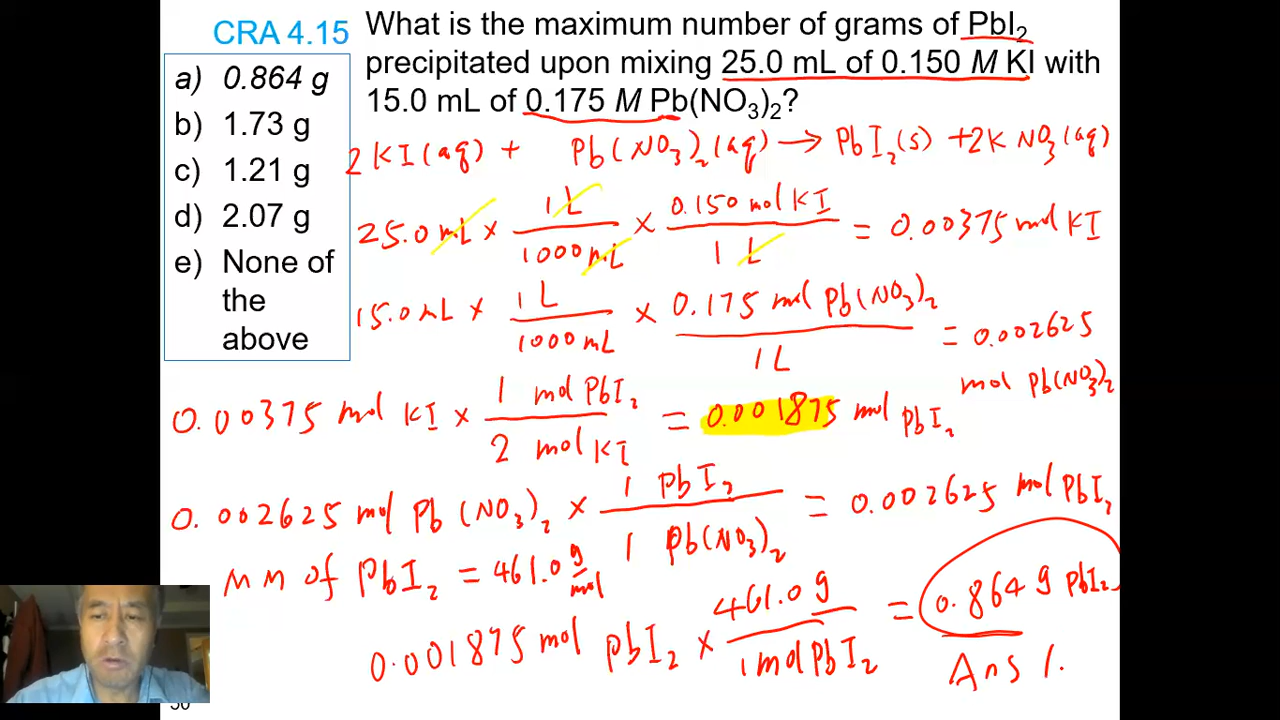 CRA 4.15
a) 0.864 g
b) 1.73 g
c) 1.21 g
d) 2.07 g
e) None of
the
above
What is the maximum number of grams of PbI₂
precipitated upon mixing 25.0 mL of 0.150 M KI with
15.0 mL of 0.175 M Pb(NO₃)₂?
2KI(aq) + Pb(NO₃)₂(aq) → PbI₂(s) + 2KNO₃(aq)
25.0 mL × 1L / 1000 mL × 0.150 mol KI / 1 L = 0.00375 mol KI
15.0 mL × 1L / 1000 mL × 0.175 mol Pb(NO₃)₂ / 1L = 0.002625
mol Pb(NO₃)₂
0.00375 mol KI × 1 mol PbI₂ / 2 mol KI = 0.001875 mol PbI₂
0.002625 mol Pb(NO₃)₂ × 1 PbI₂ / 1 Pb(NO₃)₂ = 0.002625 mol PbI₂
MM of PbI₂ = 461.0 g/mol
0.001875 mol PbI₂ × 461.0 g / 1 mol PbI₂ = 0.864 g PbI₂
Ans